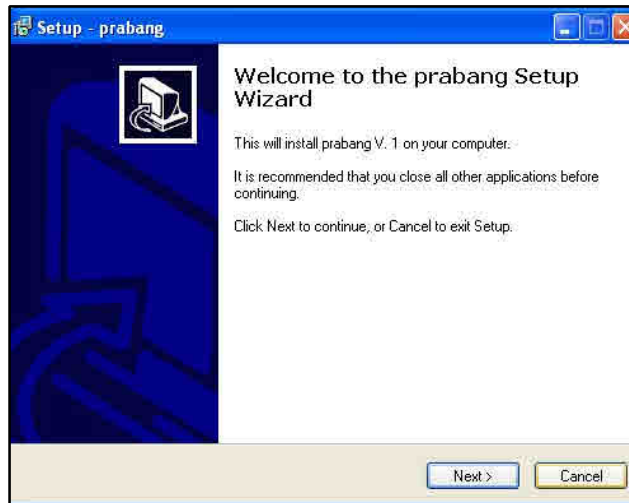 Setup - prabang
Welcome to the prabang Setup
Wizard
This will install prabang V. 1 on your computer.
It is recommended that you close all other applications before
continuing.
Click Next to continue, or Cancel to exit Setup.
Next >
Cancel